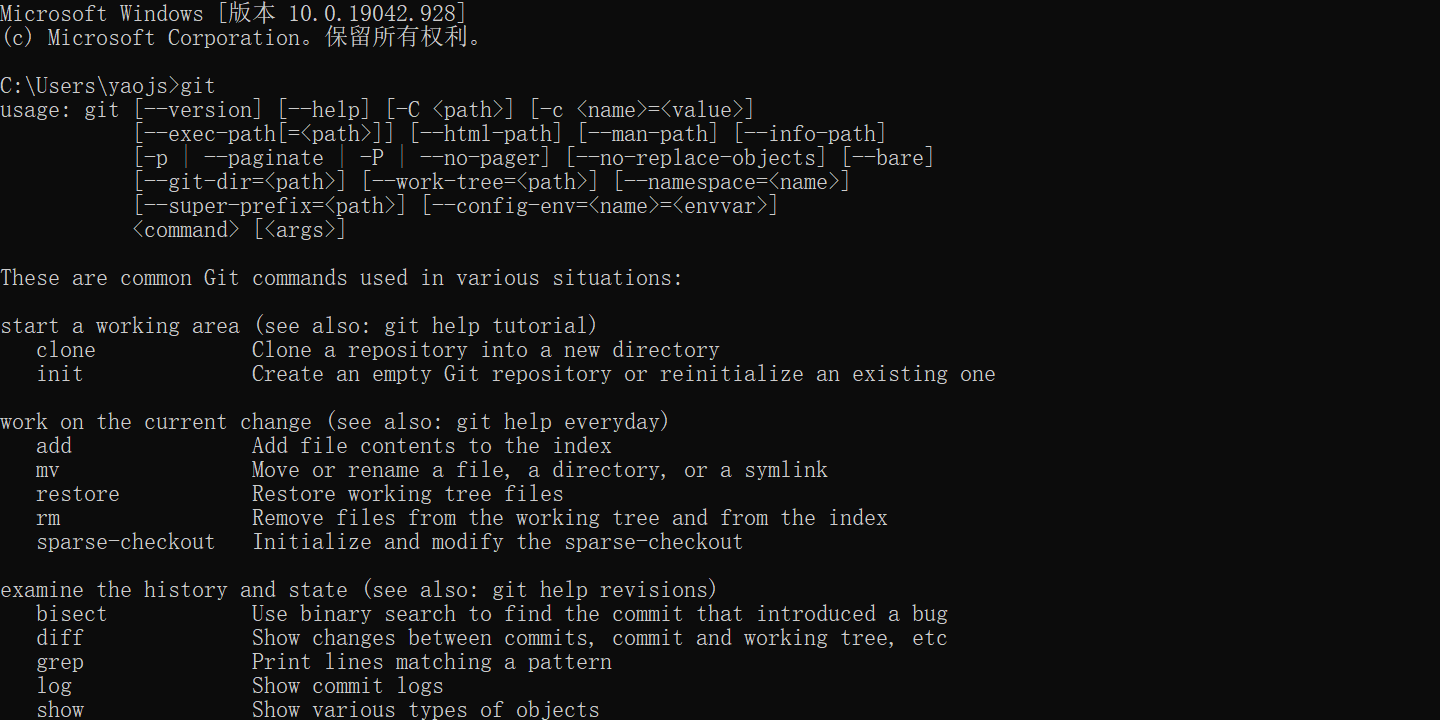 Microsoft Windows [版本 10.0.19042.928]
(c) Microsoft Corporation。保留所有权利。
C:\Users\yaojs>git
usage: git [--version] [--help] [-C <path>] [-c <name>=<value>]
[--exec-path[=<path>]] [--html-path] [--man-path] [--info-path]
[-p | --paginate | -P | --no-pager] [--no-replace-objects] [--bare]
[--git-dir=<path>] [--work-tree=<path>] [--namespace=<name>]
[--super-prefix=<path>] [--config-env=<name>=<envvar>]
<command> [<args>]
These are common Git commands used in various situations:
start a working area (see also: git help tutorial)
clone Clone a repository into a new directory
init Create an empty Git repository or reinitialize an existing one
work on the current change (see also: git help everyday)
add Add file contents to the index
mv Move or rename a file, a directory, or a symlink
restore Restore working tree files
rm Remove files from the working tree and from the index
sparse-checkout Initialize and modify the sparse-checkout
examine the history and state (see also: git help revisions)
bisect Use binary search to find the commit that introduced a bug
diff Show changes between commits, commit and working tree, etc
grep Print lines matching a pattern
log Show commit logs
show Show various types of objects